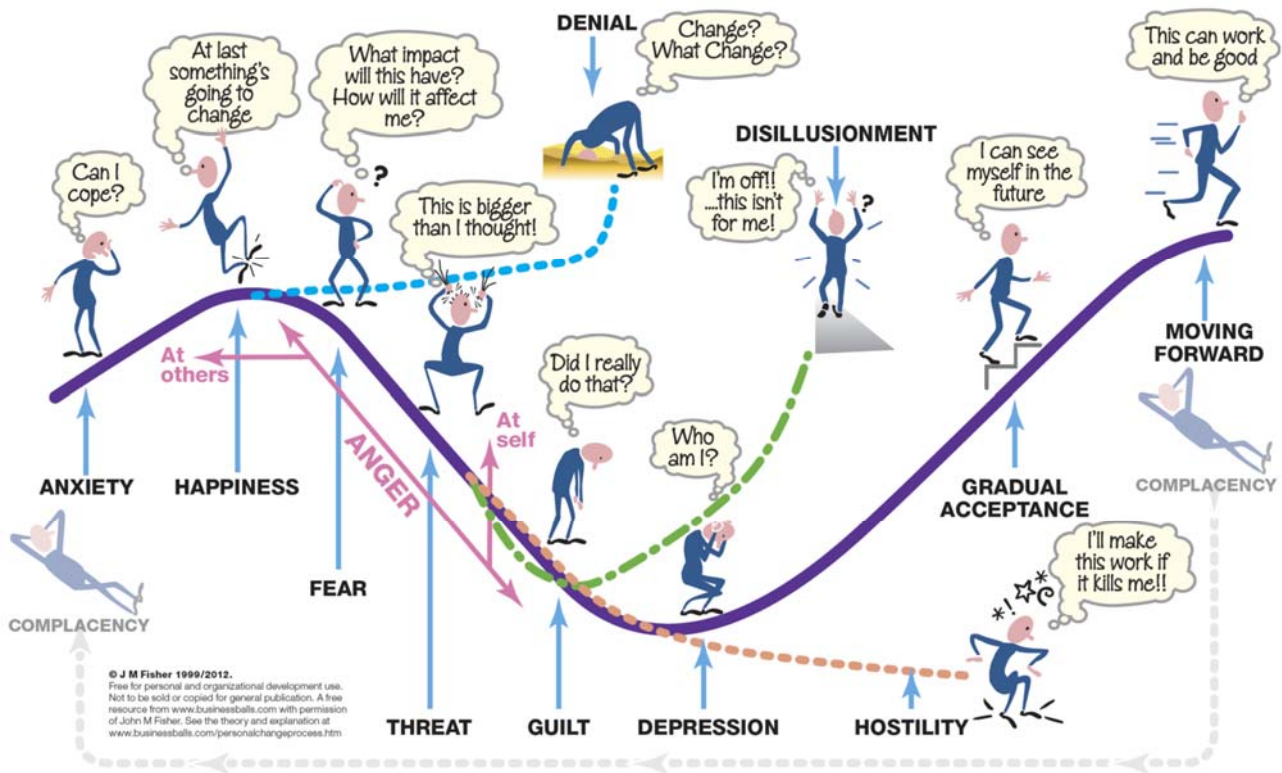 DENIAL
Change?
What Change?
At last
something's
going to
change
What impact
will this have?
How will it affect
me?
?
This can work
and be good
DISILLUSIONMENT
I'm off!!
....this isn't
for me!
?
I can see
myself in the
future
Can I
cope?
This is bigger
than I thought!
At
others
MOVING
FORWARD
Did I really
do that?
At
self
ANGER
Who
am I?
ANXIETY
HAPPINESS
GRADUAL
ACCEPTANCE
COMPLACENCY
I'll make
this work if
it kills me!!
*!☆*
FEAR
COMPLACENCY
© J M Fisher 1999/2012.
Free for personal and organizational development use.
Not to be sold or copied for general publication. A free
resource from www.businessballs.com with permission
of John M Fisher. See the theory and explanation at
www.businessballs.com/personalchangeprocess.htm
THREAT
GUILT
DEPRESSION
HOSTILITY